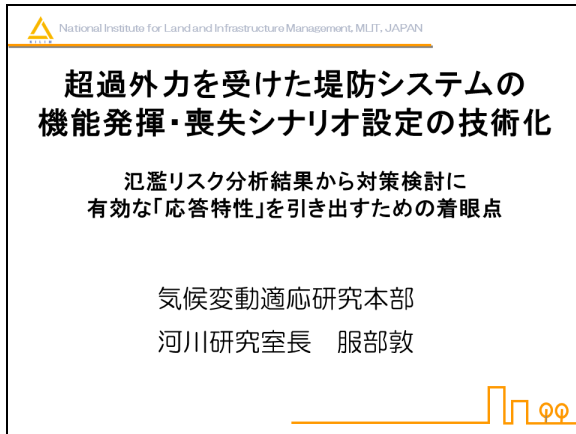 National Institute for Land and Infrastructure Management, MLIT, JAPAN
NILIM
超過外力を受けた堤防システムの
機能発揮・喪失シナリオ設定の技術化
氾濫リスク分析結果から対策検討に
有効な「応答特性」を引き出すための着眼点
気候変動適応研究本部
河川研究室長　服部敦